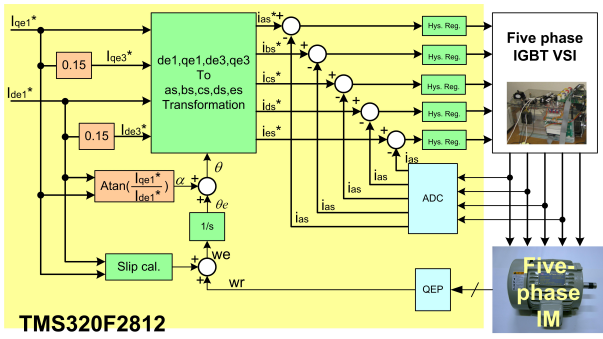 Iqe1*
ias*
Hys. Reg.
Five phase
IGBT VSI
de1,qe1,de3,qe3
To
as,bs,cs,ds,es
Transformation
ibs*
Hys. Reg.
0.15
Iqe3*
ics*
Hys. Reg.
Ide1*
ids*
Hys. Reg.
0.15
Ide3*
ies*
Hys. Reg.
θ
ias
Atan(Iqe1*
Ide1*)
α
ias
ias
ADC
θe
ias
ias
1/s
we
Slip cal.
wr
QEP
Five-
phase
IM
TMS320F2812